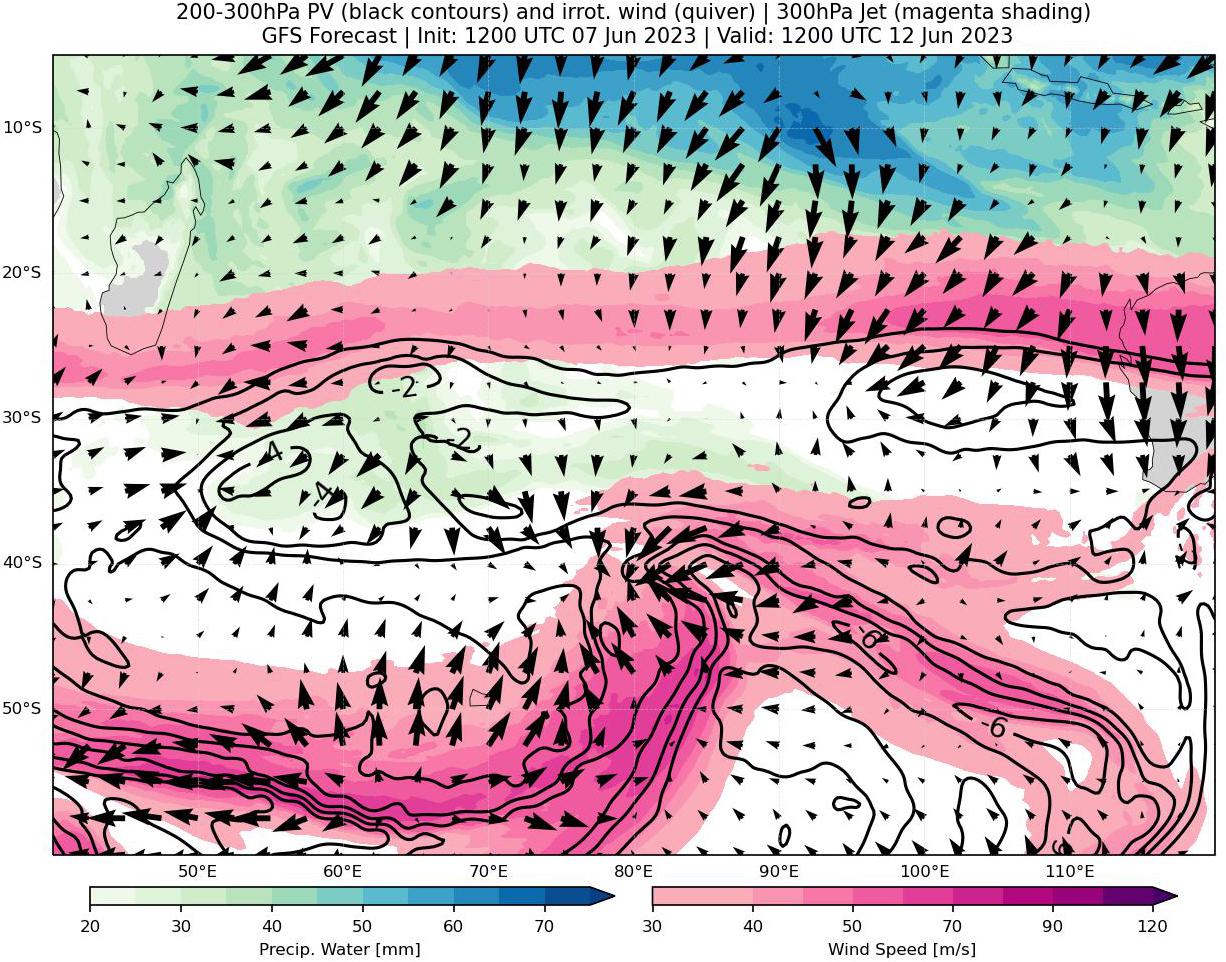 200-300hPa PV (black contours) and irrot. wind (quiver) | 300hPa Jet (magenta shading)
GFS Forecast | Init: 1200 UTC 07 Jun 2023 | Valid: 1200 UTC 12 Jun 2023
10°S
20°S
-2
30°S
-2
-4
-4
40°S
-6
50°S
-6
50°E 60°E 70°E 80°E 90°E 100°E 110°E
20 30 40 50 60 70
30 40 50 70 90 120
Precip. Water [mm]
Wind Speed [m/s]